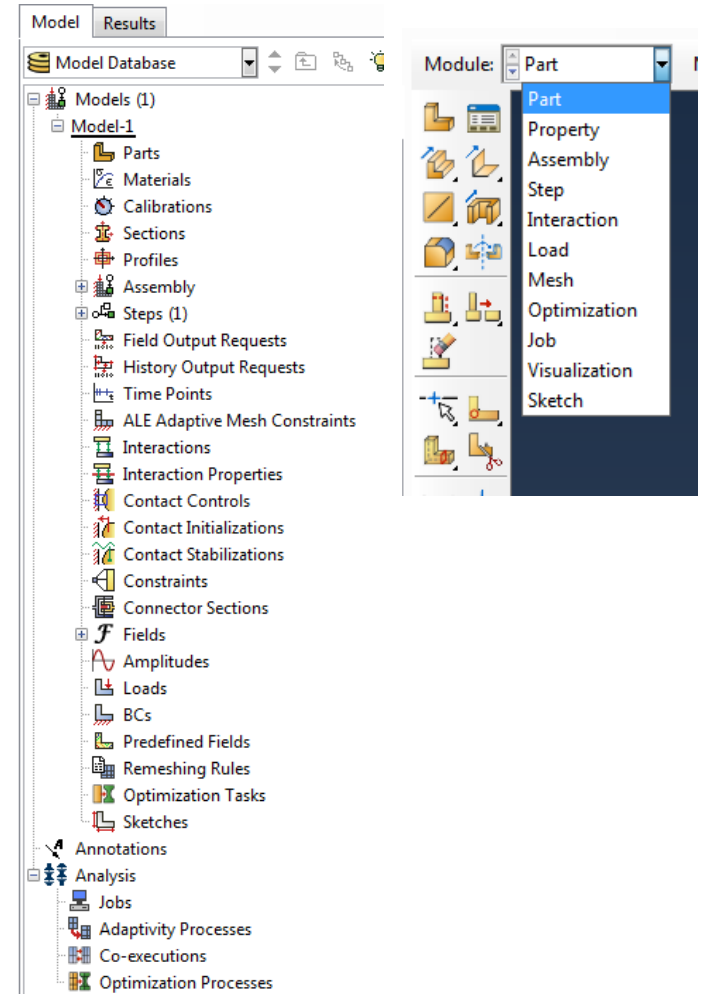 Model Results
Model Database
Models (1)
Model-1
Parts
Materials
Calibrations
Sections
Profiles
Assembly
Steps (1)
Field Output Requests
History Output Requests
Time Points
ALE Adaptive Mesh Constraints
Interactions
Interaction Properties
Contact Controls
Contact Initializations
Contact Stabilizations
Constraints
Connector Sections
Fields
Amplitudes
Loads
BCs
Predefined Fields
Remeshing Rules
Optimization Tasks
Sketches
Annotations
Analysis
Jobs
Adaptivity Processes
Co-executions
Optimization Processes
Module: Part
Part
Property
Assembly
Step
Interaction
Load
Mesh
Optimization
Job
Visualization
Sketch